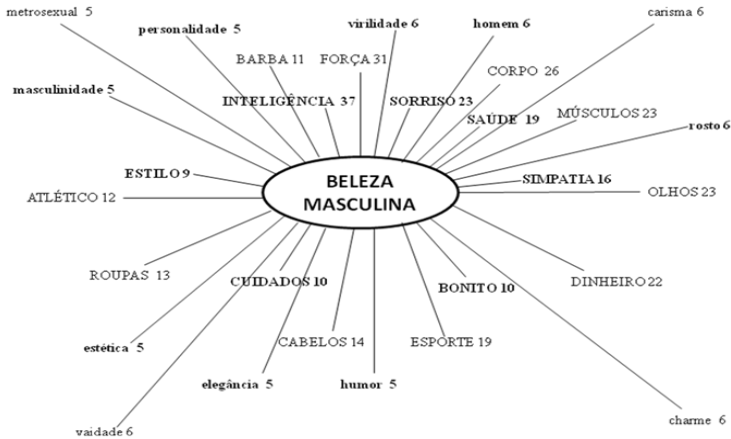 metrosexual 5
carisma 6
virilidade 6
homem 6
personalidade 5
BARBA 11
FORÇA 31
CORPO 26
masculinidade 5
INTELIGÊNCIA 37
SORRISO 23
SAÚDE 19
MÚSCULOS 23
rosto 6
ESTILO 9
BELEZA
MASCULINA
SIMPATIA 16
ATLÉTICO 12
OLHOS 23
ROUPAS 13
CUIDADOS 10
BONITO 10
DINHEIRO 22
estética 5
CABELOS 14
ESPORTE 19
elegância 5
humor 5
vaidade 6
charme 6